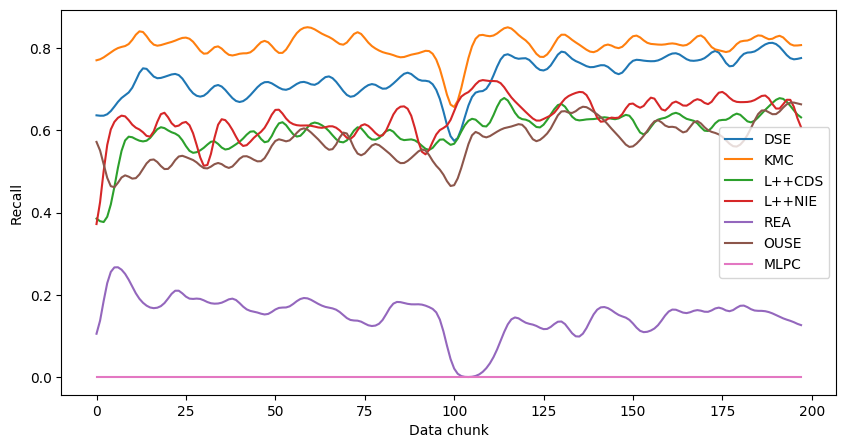 0.8
0.6
0.4
0.2
0.0
Recall
0 25 50 75 100 125 150 175 200
Data chunk
DSE
KMC
L++CDS
L++NIE
REA
OUSE
MLPC